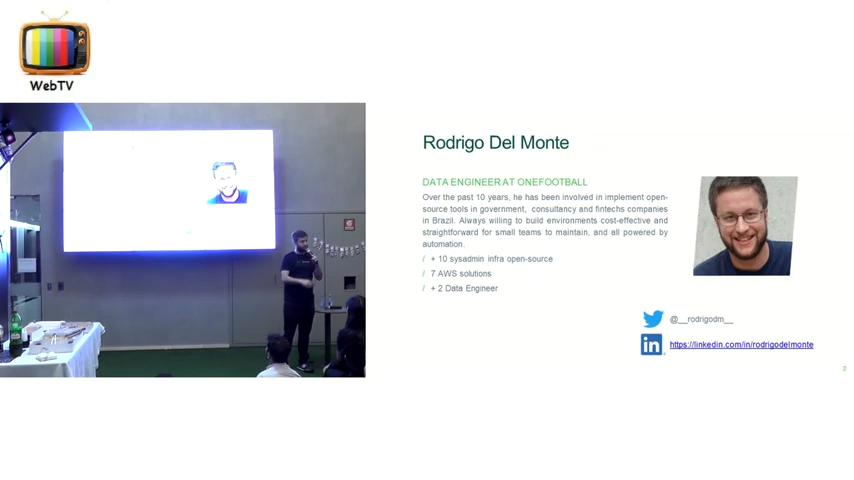 WebTV
Rodrigo Del Monte
DATA ENGINEER AT ONEFOOTBALL
Over the past 10 years, he has been involved in implement open-
source tools in government, consultancy and fintechs companies
in Brazil. Always willing to build environments cost-effective and
straightforward for small teams to maintain, and all powered by
automation.
/ + 10 sysadmin infra open-source
/ 7 AWS solutions
/ + 2 Data Engineer
@__rodrigodm__
in
https://linkedin.com/in/rodrigodelmonte
2